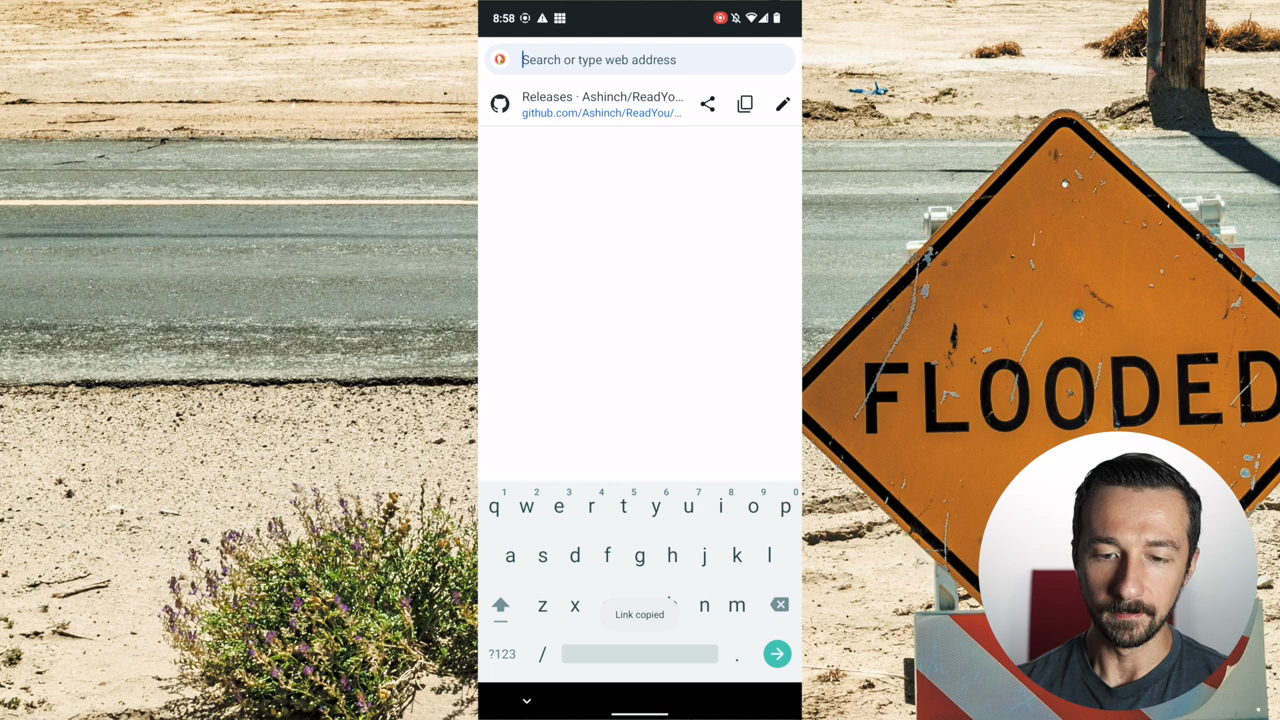 8:58
Search or type web address
Releases · Ashinch/ReadYo...
github.com/Ashinch/ReadYou/...
FLOODED
1 2 3 4 5 6 7 8 9 0
q w e r t y u i o p
a s d f g h j k l
z x n m
Link copied
?123 / .